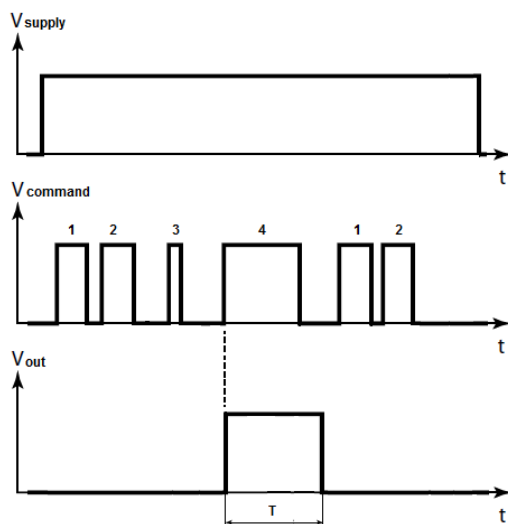 V supply
t
V command
1 2 3 4 1 2
t
V out
T
t